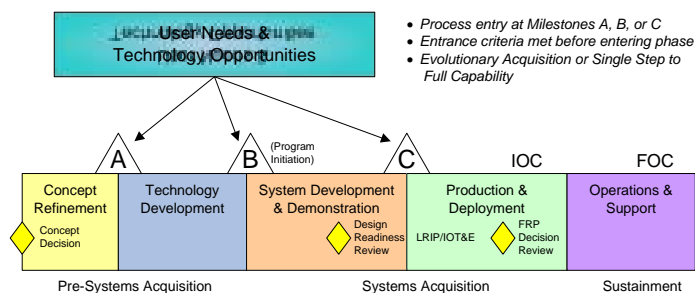 User Needs &
Technology Opportunities
• Process entry at Milestones A, B, or C
• Entrance criteria met before entering phase
• Evolutionary Acquisition or Single Step to
Full Capability
A
B
(Program
Initiation)
C
IOC
FOC
Concept
Refinement
Technology
Development
System Development
& Demonstration
Production &
Deployment
Operations &
Support
Concept
Decision
Design
Readiness
Review
LRIP/IOT&E
FRP
Decision
Review
Pre-Systems Acquisition
Systems Acquisition
Sustainment